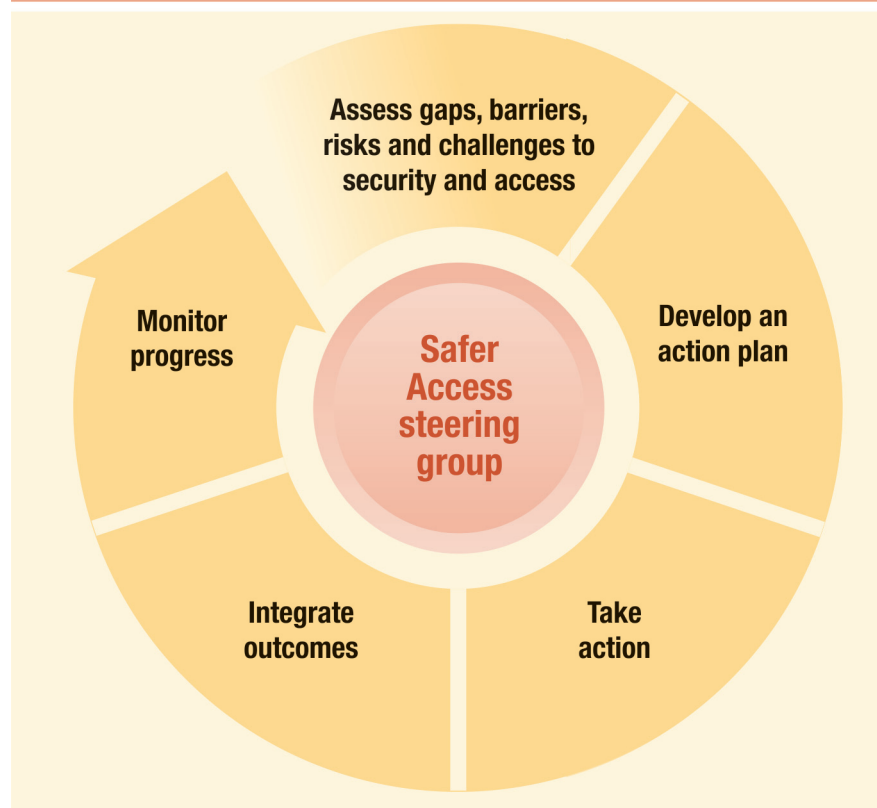 Assess gaps, barriers,
risks and challenges to
security and access
Develop an
action plan
Take
action
Integrate
outcomes
Monitor
progress
Safer
Access
steering
group